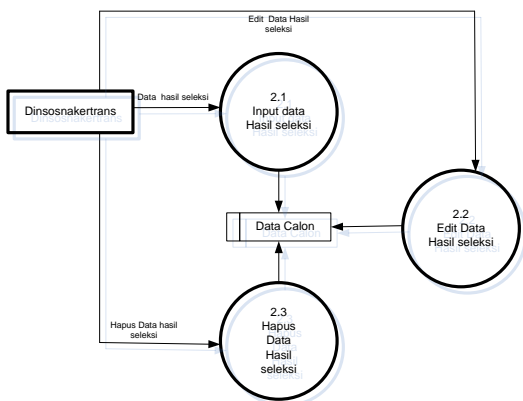 Edit  Data Hasil
seleksi
Data  hasil seleksi
Dinsosnakertrans
2.1
Input data
Hasil seleksi
2.2
Edit Data
Hasil seleksi
Data Calon
2.3
Hapus
Data
Hasil
seleksi
Hapus Data hasil
seleksi